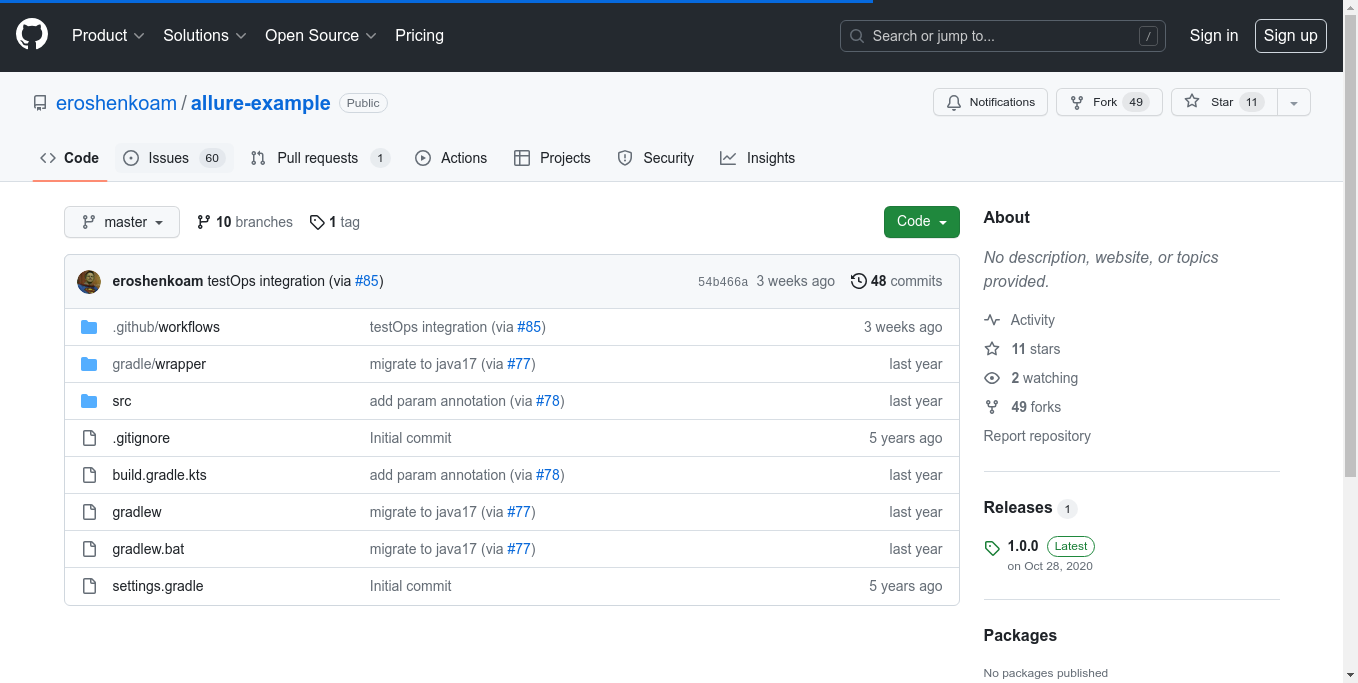 Product Solutions Open Source Pricing Search or jump to... / Sign in Sign up
eroshenkoam / allure-example Public Notifications Fork 49 Star 11
Code Issues 60 Pull requests 1 Actions Projects Security Insights
master 10 branches 1 tag Code
eroshenkoam testOps integration (via #85) 54b466a 3 weeks ago 48 commits
.github/workflows testOps integration (via #85) 3 weeks ago
gradle/wrapper migrate to java17 (via #77) last year
src add param annotation (via #78) last year
.gitignore Initial commit 5 years ago
build.gradle.kts add param annotation (via #78) last year
gradlew migrate to java17 (via #77) last year
gradlew.bat migrate to java17 (via #77) last year
settings.gradle Initial commit 5 years ago
About
No description, website, or topics
provided.
Activity
11 stars
2 watching
49 forks
Report repository
Releases 1
1.0.0 Latest
on Oct 28, 2020
Packages
No packages published